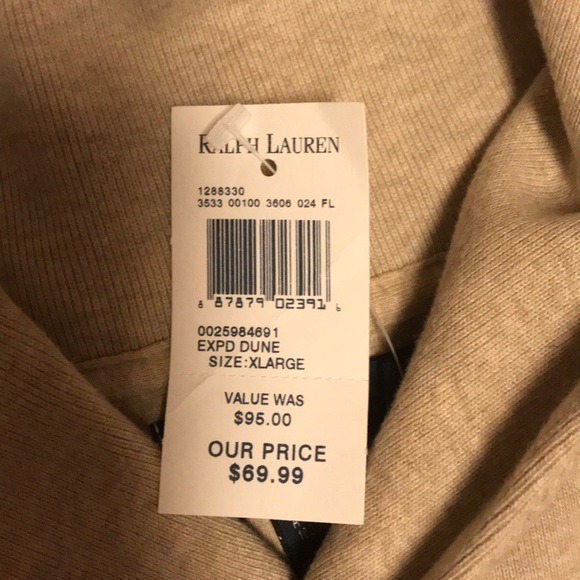 RALPH LAUREN
1288330
3533 00100 3606 024 FL
8 87879 02391 6
0025984691
EXPD DUNE
SIZE:XLARGE
VALUE WAS
$95.00
OUR PRICE
$69.99